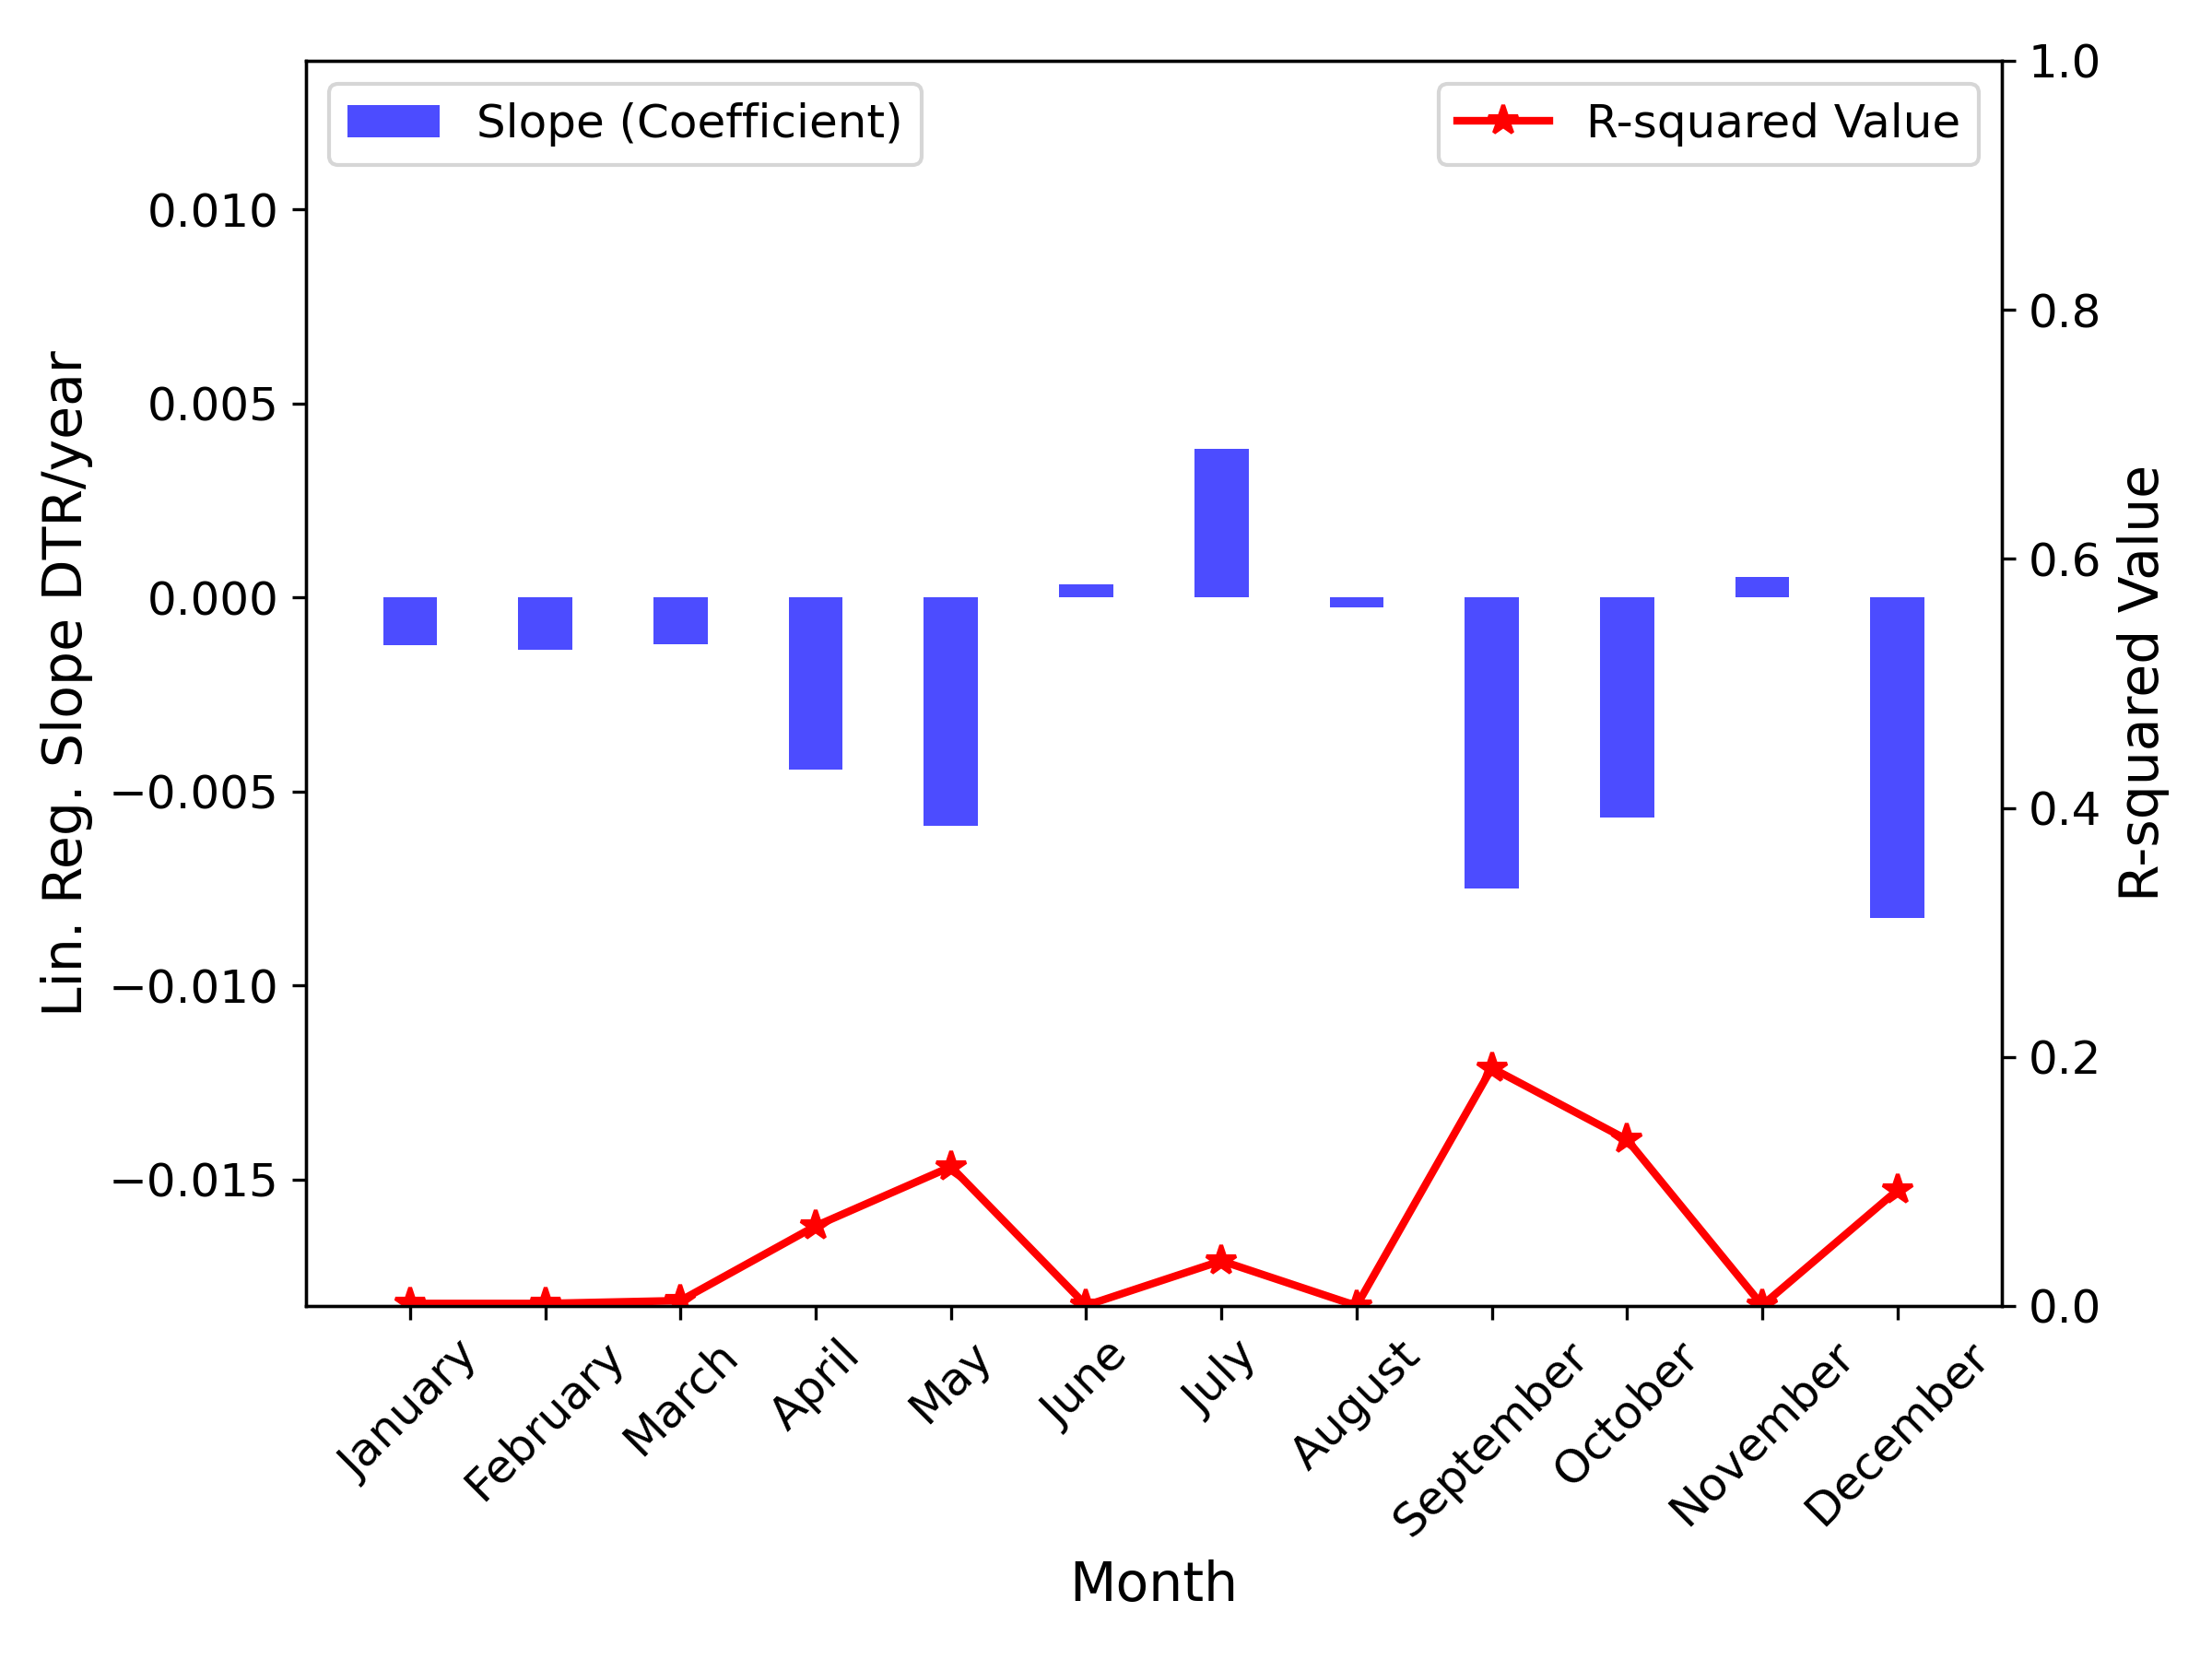 Slope (Coefficient)
R-squared Value
0.010
0.005
0.000
−0.005
−0.010
−0.015
Lin. Reg. Slope DTR/year
1.0
0.8
0.6
0.4
0.2
0.0
R-squared Value
January
February
March
April
May
June
July
August
September
October
November
December
Month